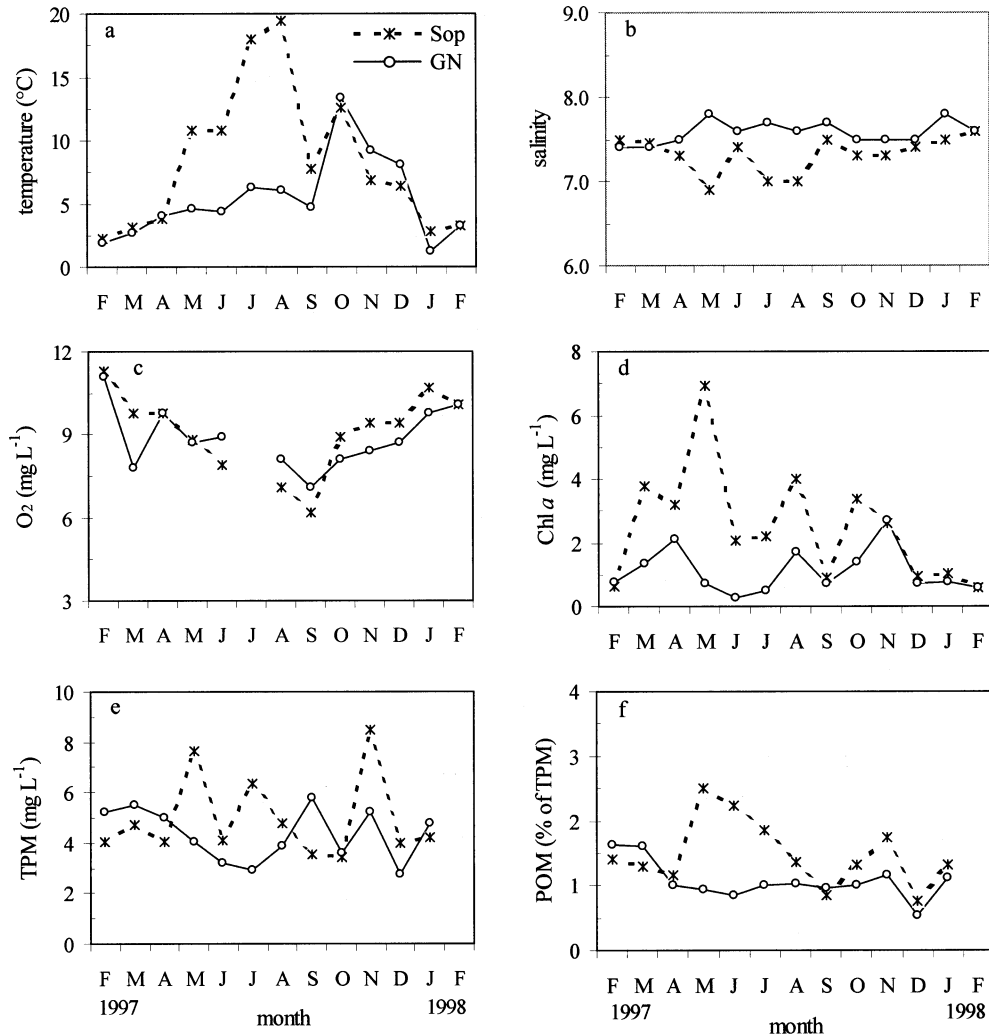 a
Sop
GN
temperature (°C)
20
15
10
5
0
F M A M J J A S O N D J F
b
salinity
9.0
8.0
7.0
6.0
F M A M J J A S O N D J F
c
O2 (mg L-1)
12
9
6
3
F M A M J J A S O N D J F
d
Chl a (mg L-1)
8
6
4
2
0
F M A M J J A S O N D J F
e
TPM (mg L-1)
10
8
6
4
2
0
F M A M J J A S O N D J F
1997 1998
month
f
POM (% of TPM)
4
3
2
1
0
F M A M J J A S O N D J F
1997 1998
month